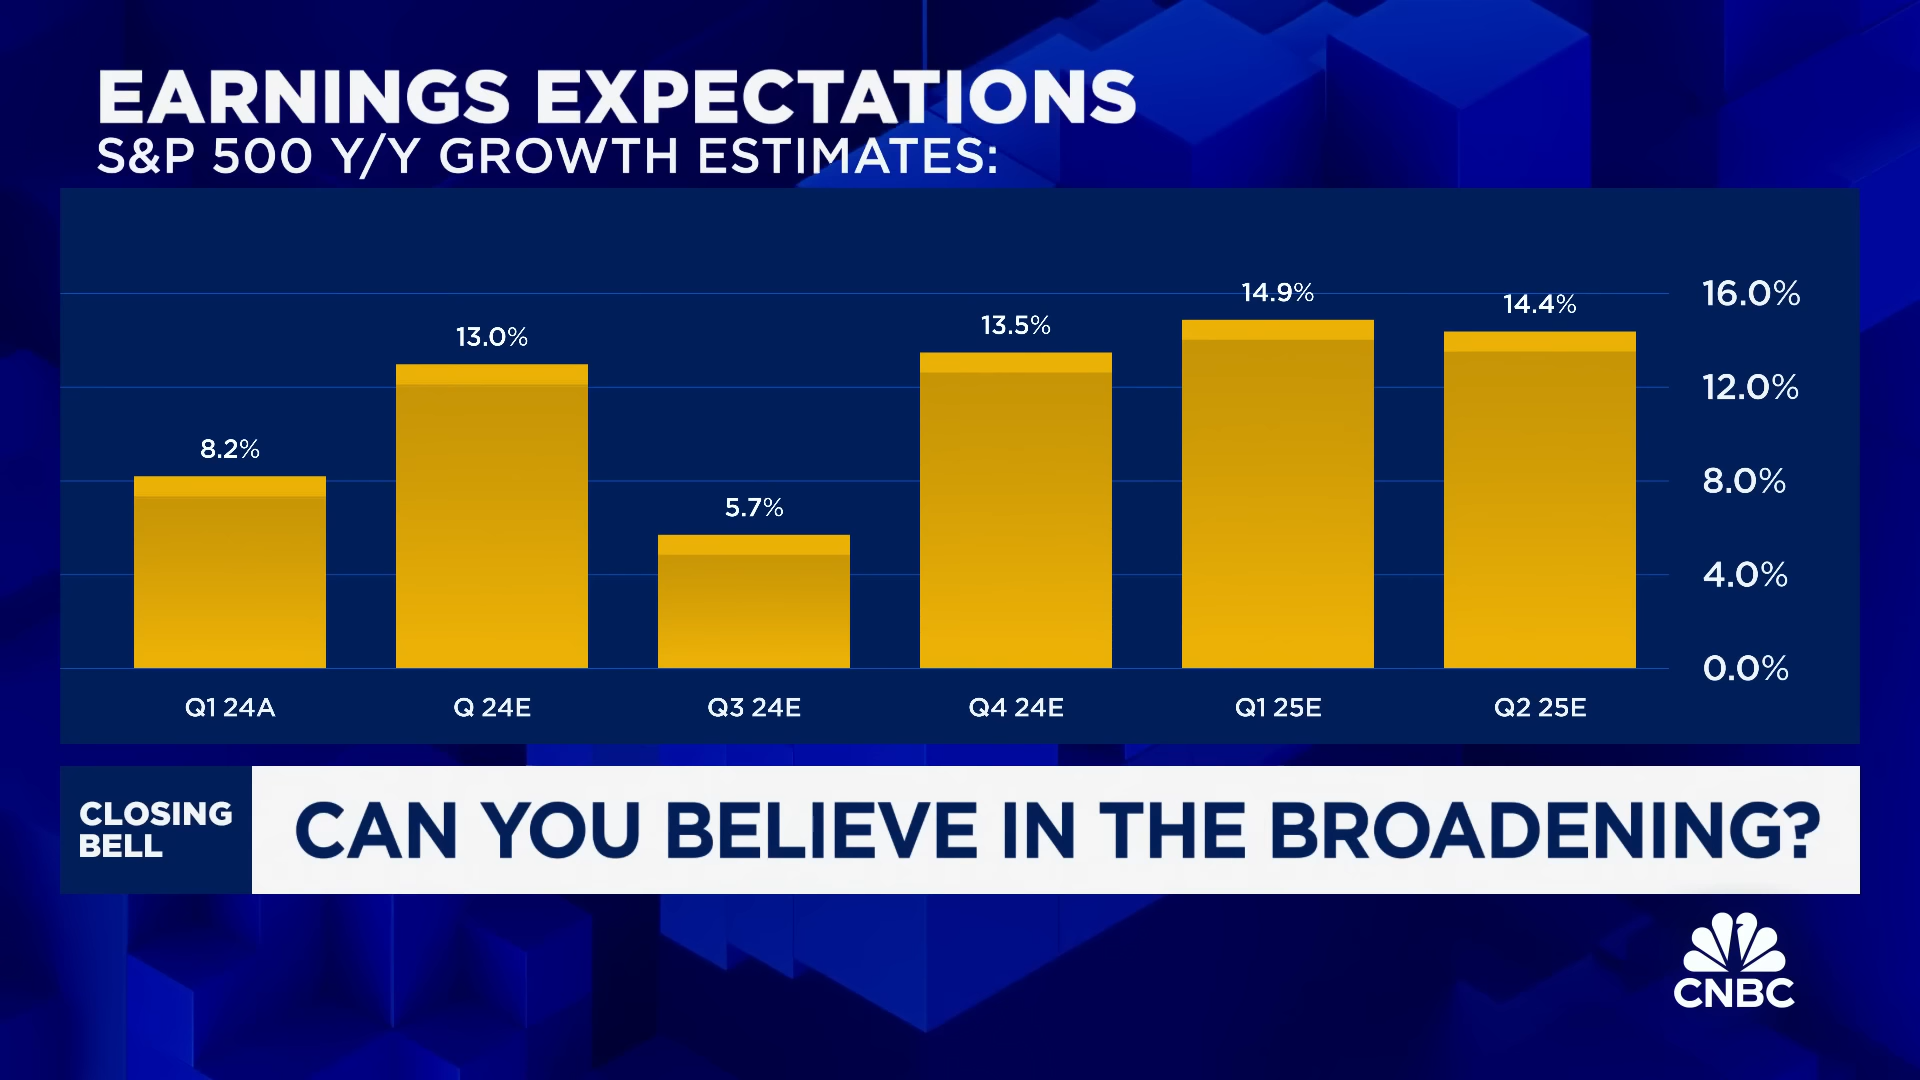 EARNINGS EXPECTATIONS
S&P 500 Y/Y GROWTH ESTIMATES:
8.2%
13.0%
5.7%
13.5%
14.9%
14.4%
16.0%
12.0%
8.0%
4.0%
0.0%
Q1 24A
Q 24E
Q3 24E
Q4 24E
Q1 25E
Q2 25E
CLOSING
BELL
CAN YOU BELIEVE IN THE BROADENING?
CNBC